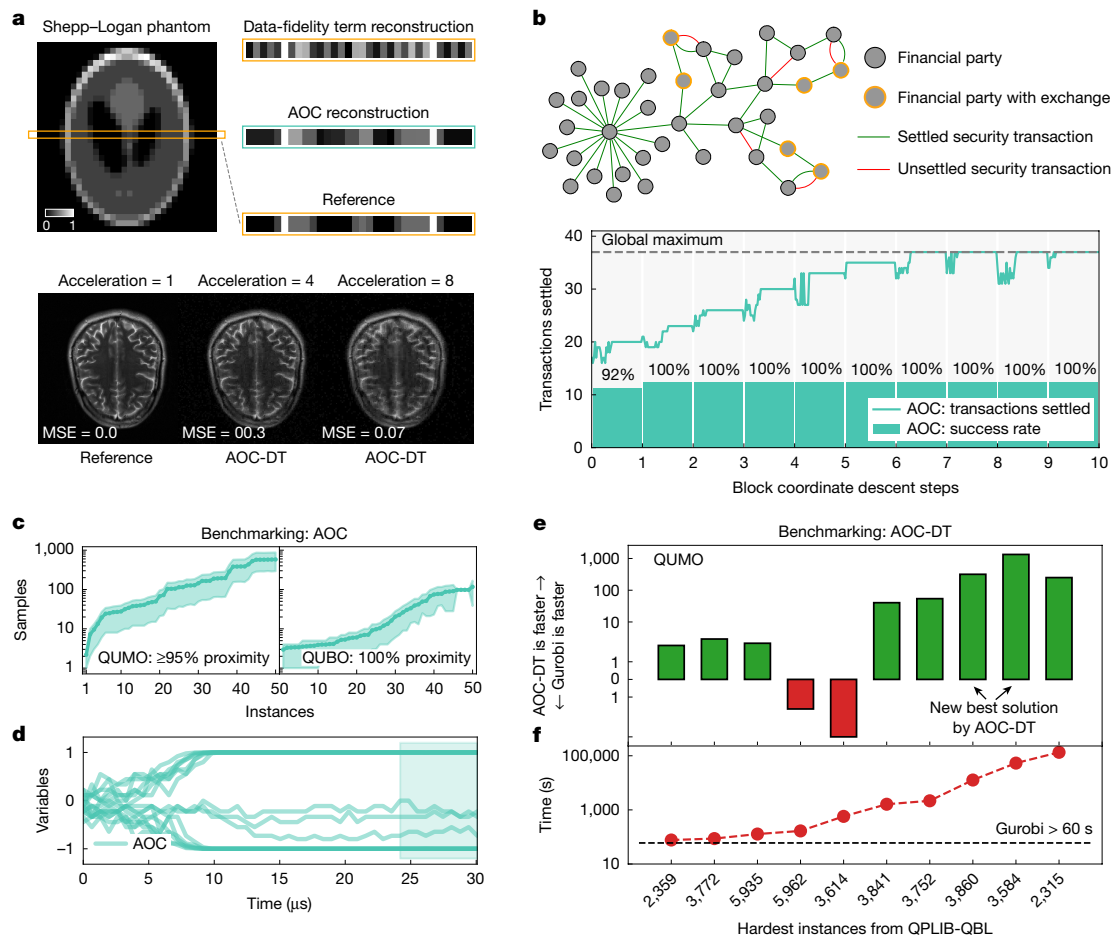 a
Shepp–Logan phantom
Data-fidelity term reconstruction
AOC reconstruction
Reference
0 1
Acceleration = 1
Acceleration = 4
Acceleration = 8
MSE = 0.0
MSE = 00.3
MSE = 0.07
Reference
AOC-DT
AOC-DT
b
Financial party
Financial party with exchange
Settled security transaction
Unsettled security transaction
Global maximum
Transactions settled
40
30
20
10
0
92%
100%
100%
100%
100%
100%
100%
100%
100%
100%
AOC: transactions settled
AOC: success rate
0 1 2 3 4 5 6 7 8 9 10
Block coordinate descent steps
c
Benchmarking: AOC
Samples
1,000
100
10
1
QUMO: ≥95% proximity
QUBO: 100% proximity
1 10 20 30 40 50
10 20 30 40 50
Instances
d
Variables
1
0
−1
AOC
0 5 10 15 20 25 30
Time (μs)
e
Benchmarking: AOC-DT
QUMO
AOC-DT is faster →
← Gurobi is faster
1,000
100
10
1
0
1
New best solution
by AOC-DT
f
Time (s)
100,000
1,000
10
Gurobi > 60 s
2,359
3,772
5,935
5,962
3,614
3,841
3,752
3,860
3,584
2,315
Hardest instances from QPLIB-QBL